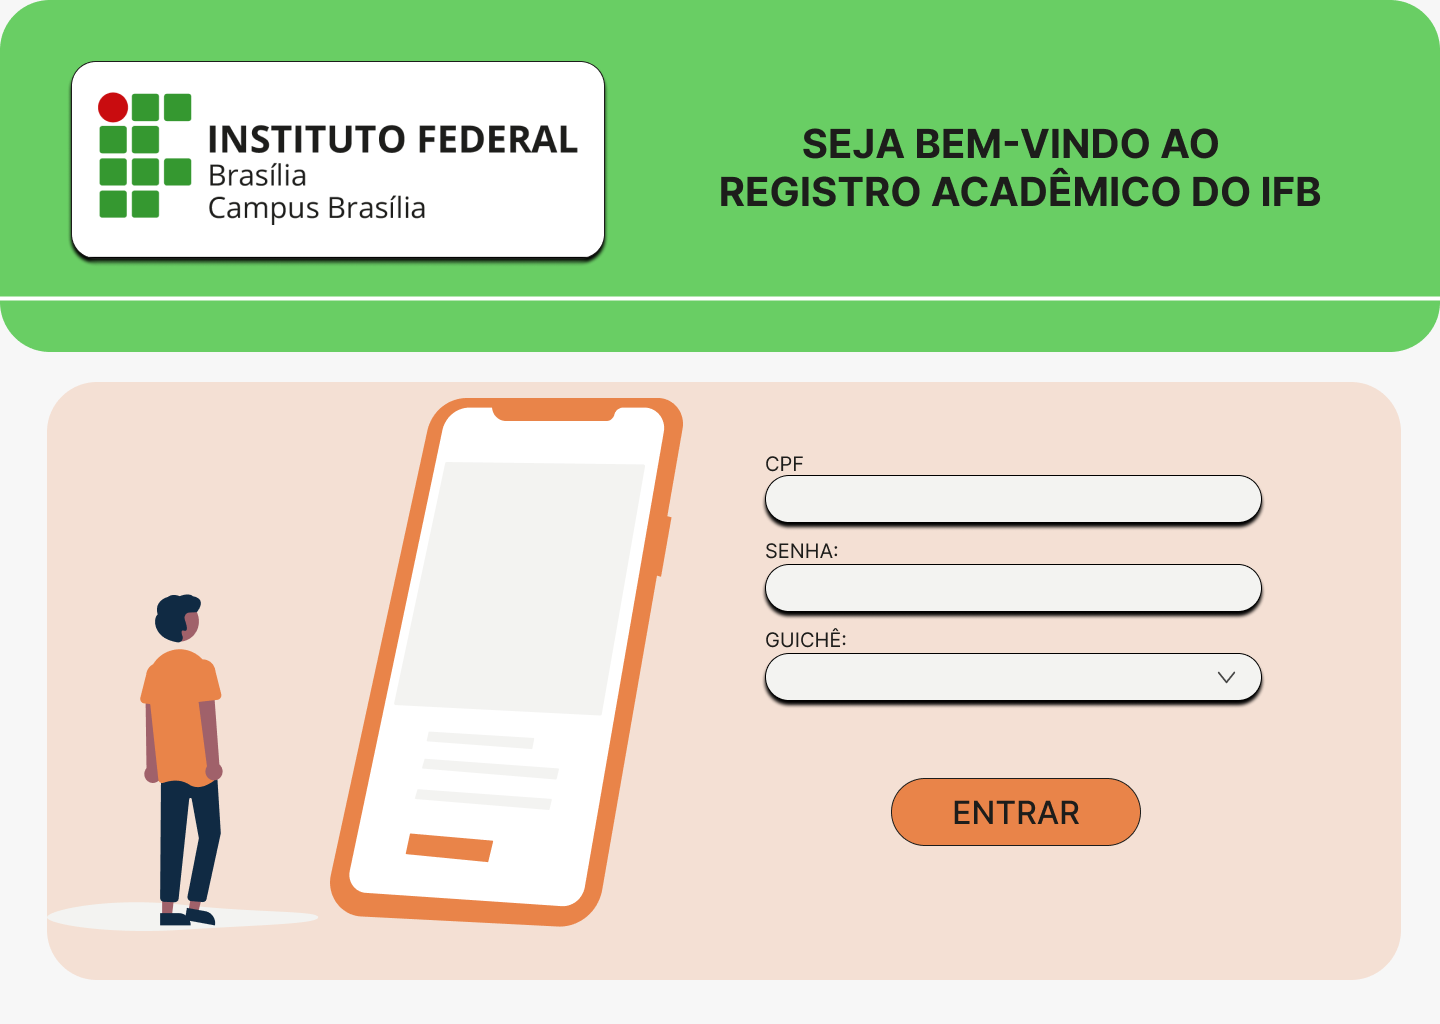 INSTITUTO FEDERAL
Brasília
Campus Brasília
SEJA BEM-VINDO AO
REGISTRO ACADÊMICO DO IFB
CPF
SENHA:
GUICHÊ:
ENTRAR